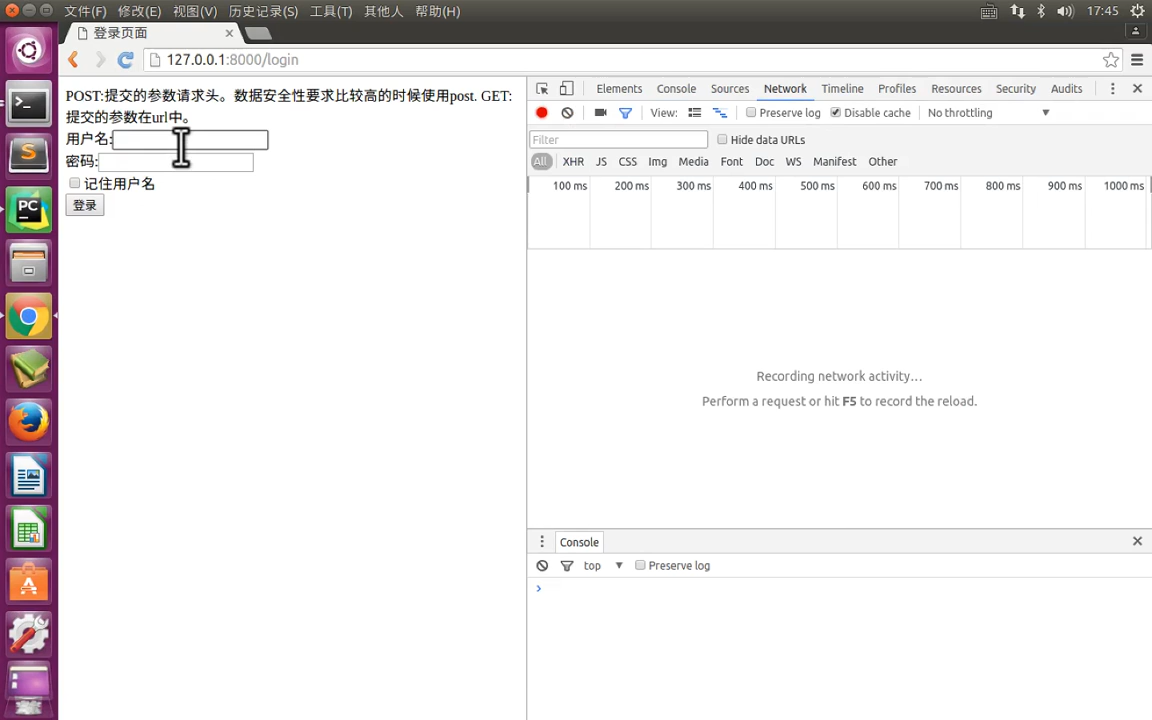 文件(F) 修改(E) 视图(V) 历史记录(S) 工具(T) 其他人 帮助(H) 17:45
登录页面
127.0.0.1:8000/login
POST:提交的参数请求头。数据安全性要求比较高的时候使用post. GET:
提交的参数在url中。
用户名:
密码:
记住用户名
登录
Elements Console Sources Network Timeline Profiles Resources Security Audits
View: Preserve log Disable cache No throttling
Filter Hide data URLs
All XHR JS CSS Img Media Font Doc WS Manifest Other
100 ms 200 ms 300 ms 400 ms 500 ms 600 ms 700 ms 800 ms 900 ms 1000 ms
Recording network activity…
Perform a request or hit F5 to record the reload.
Console
top Preserve log
PC
S